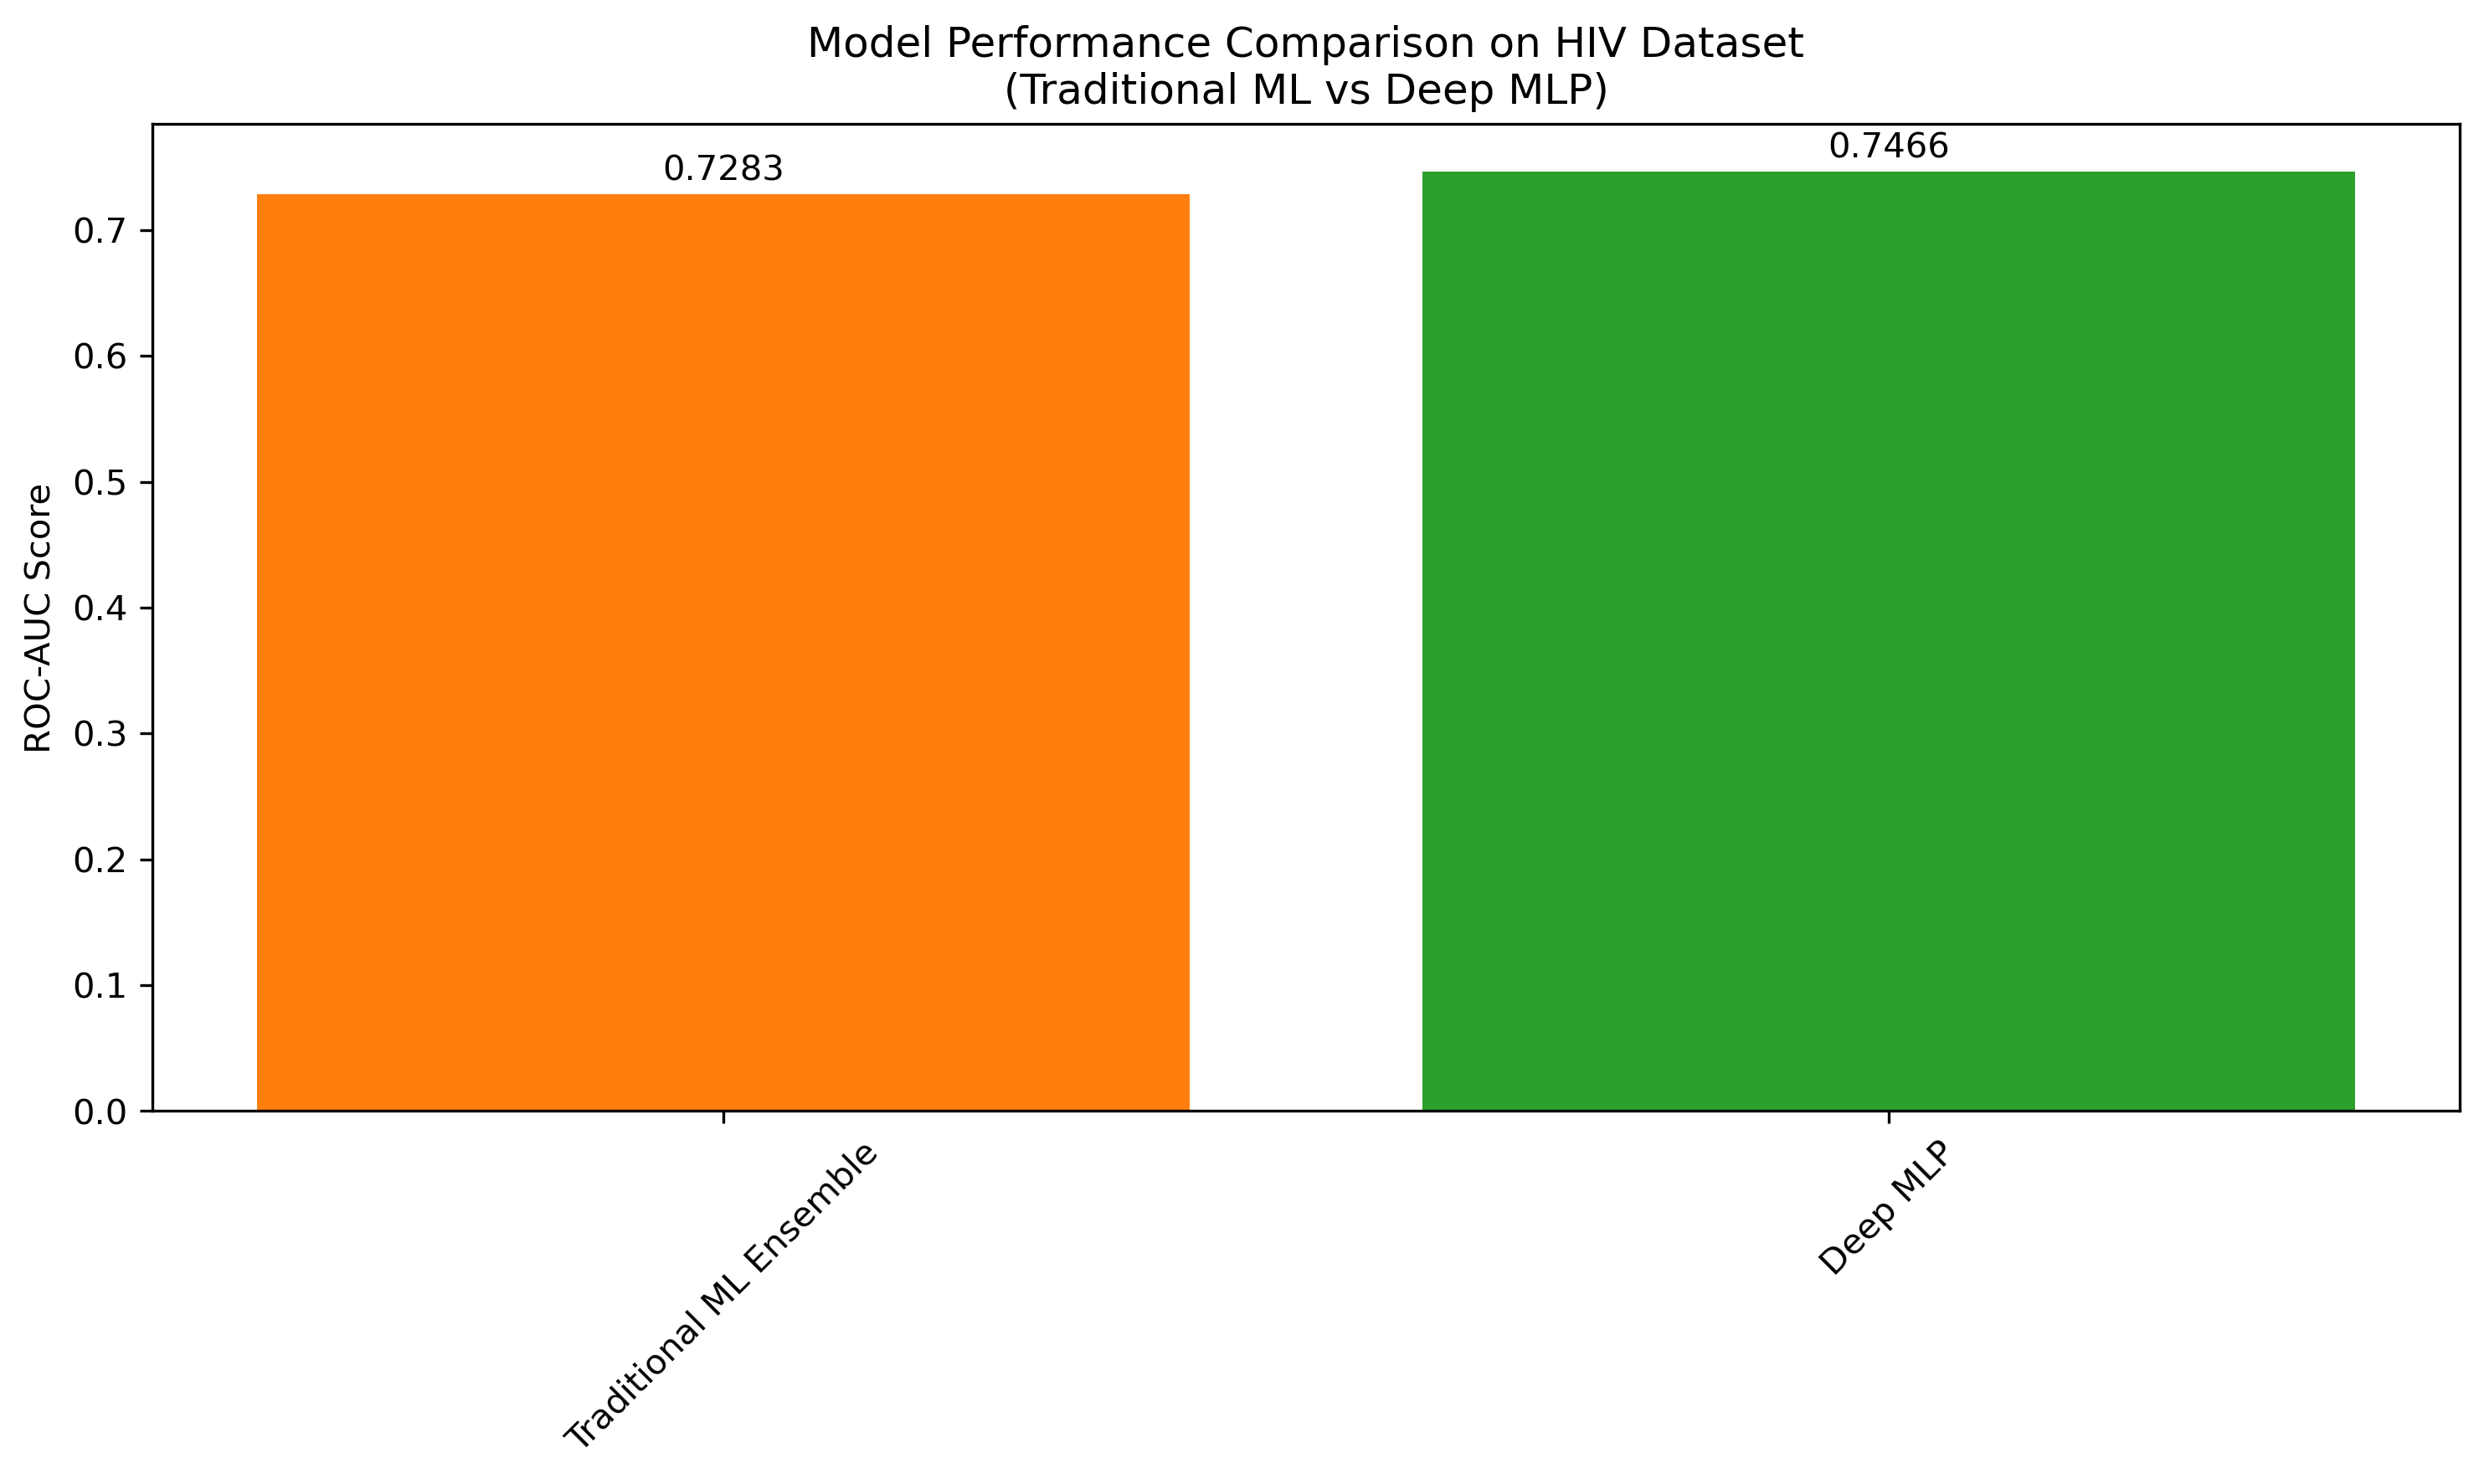 Model Performance Comparison on HIV Dataset
(Traditional ML vs Deep MLP)
0.7283
0.7466
ROC-AUC Score
0.7
0.6
0.5
0.4
0.3
0.2
0.1
0.0
Traditional ML Ensemble
Deep MLP